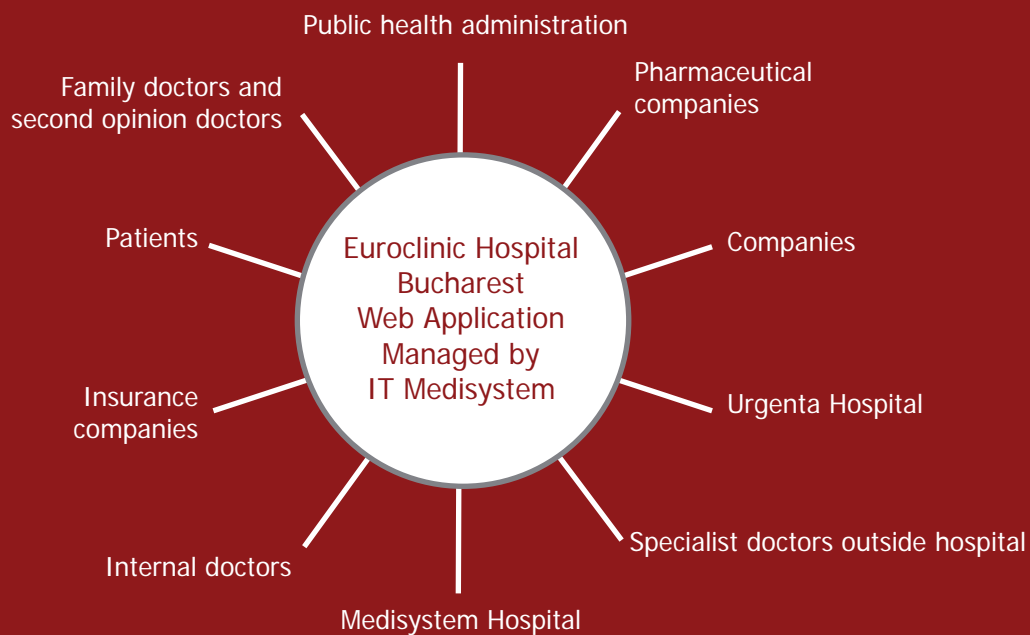 Public health administration
Pharmaceutical
companies
Family doctors and
second opinion doctors
Patients
Companies
Euroclinic Hospital
Bucharest
Web Application
Managed by
IT Medisystem
Insurance
companies
Urgenta Hospital
Internal doctors
Specialist doctors outside hospital
Medisystem Hospital